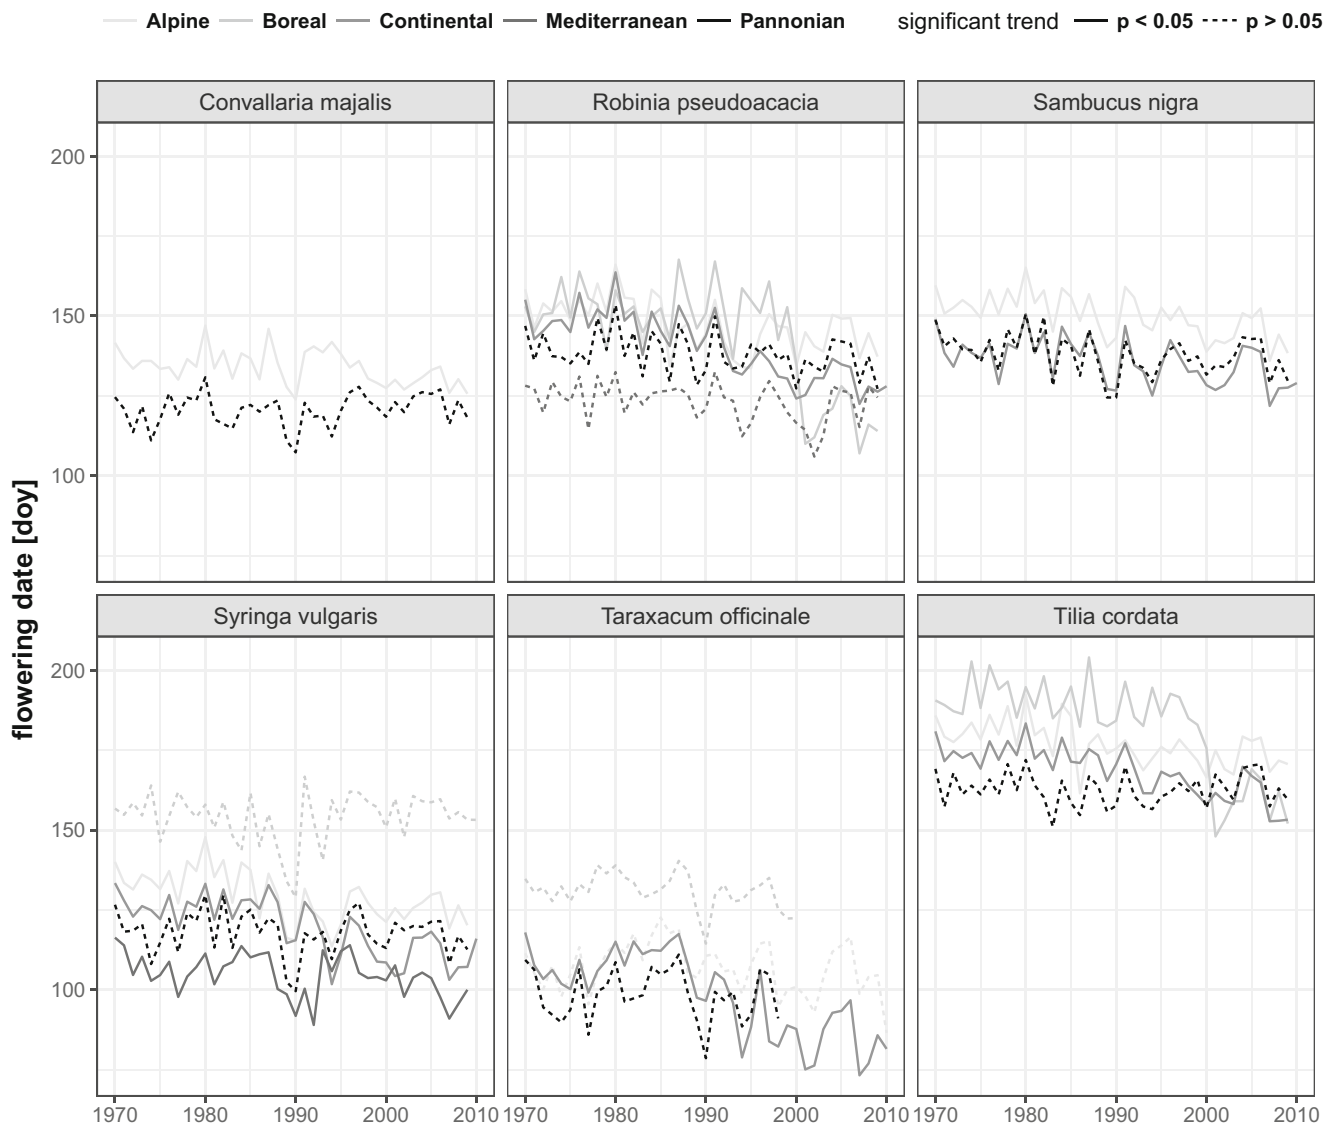 Alpine Boreal Continental Mediterranean Pannonian significant trend p < 0.05 p > 0.05
Convallaria majalis Robinia pseudoacacia Sambucus nigra
200
150
100
flowering date [doy]
Syringa vulgaris Taraxacum officinale Tilia cordata
200
150
100
1970 1980 1990 2000 2010 1970 1980 1990 2000 2010 1970 1980 1990 2000 2010